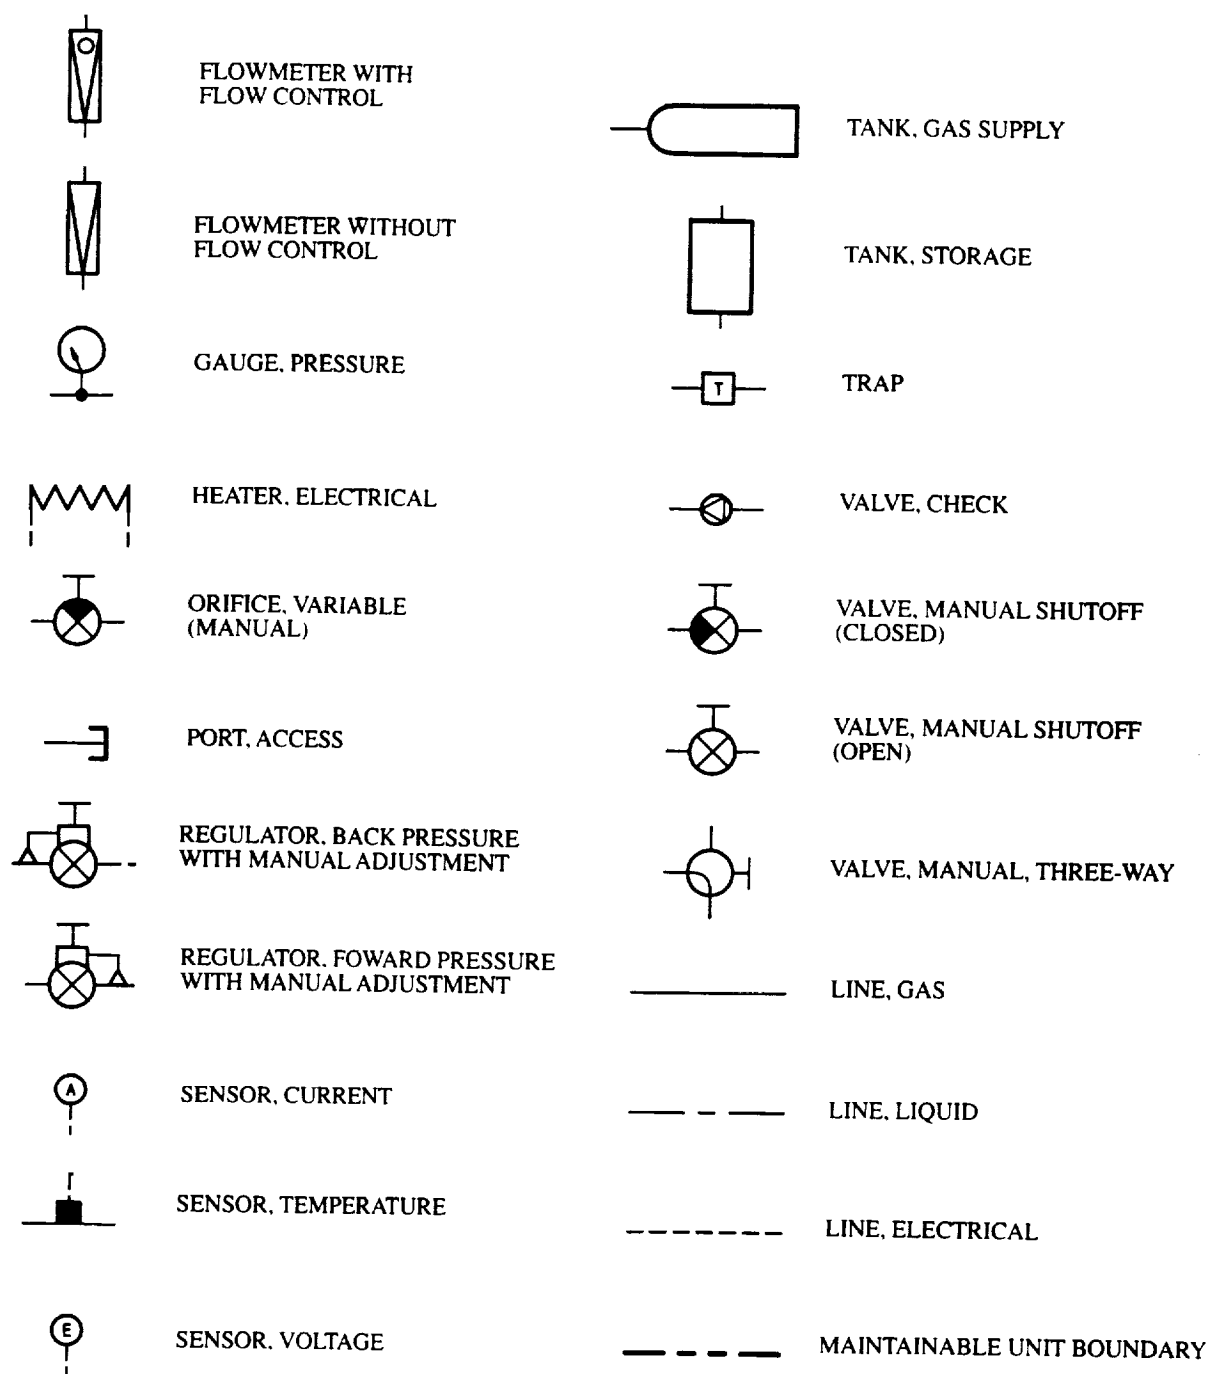 FLOWMETER WITH
FLOW CONTROL
FLOWMETER WITHOUT
FLOW CONTROL
GAUGE, PRESSURE
HEATER, ELECTRICAL
ORIFICE, VARIABLE
(MANUAL)
PORT, ACCESS
REGULATOR, BACK PRESSURE
WITH MANUAL ADJUSTMENT
REGULATOR, FOWARD PRESSURE
WITH MANUAL ADJUSTMENT
A
SENSOR, CURRENT
SENSOR, TEMPERATURE
E
SENSOR, VOLTAGE
TANK, GAS SUPPLY
TANK, STORAGE
T
TRAP
VALVE, CHECK
VALVE, MANUAL SHUTOFF
(CLOSED)
VALVE, MANUAL SHUTOFF
(OPEN)
VALVE, MANUAL, THREE-WAY
LINE, GAS
LINE, LIQUID
LINE, ELECTRICAL
MAINTAINABLE UNIT BOUNDARY